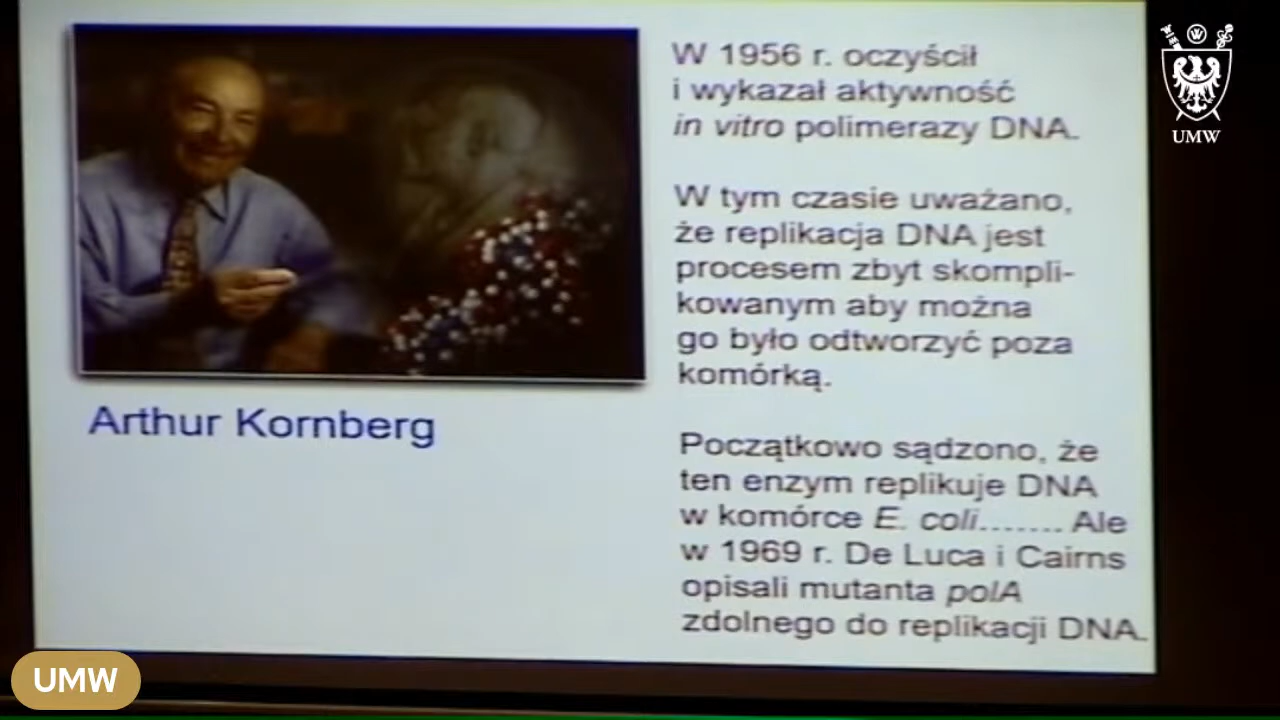 W 1956 r. oczyścił
i wykazał aktywność
in vitro polimerazy DNA.
W tym czasie uważano,
że replikacja DNA jest
procesem zbyt skompli-
kowanym aby można
go było odtworzyć poza
komórką.
Początkowo sądzono, że
ten enzym replikuje DNA
w komórce E. coli....... Ale
w 1969 r. De Luca i Cairns
opisali mutanta polA
zdolnego do replikacji DNA.
Arthur Kornberg
UMW
UMW